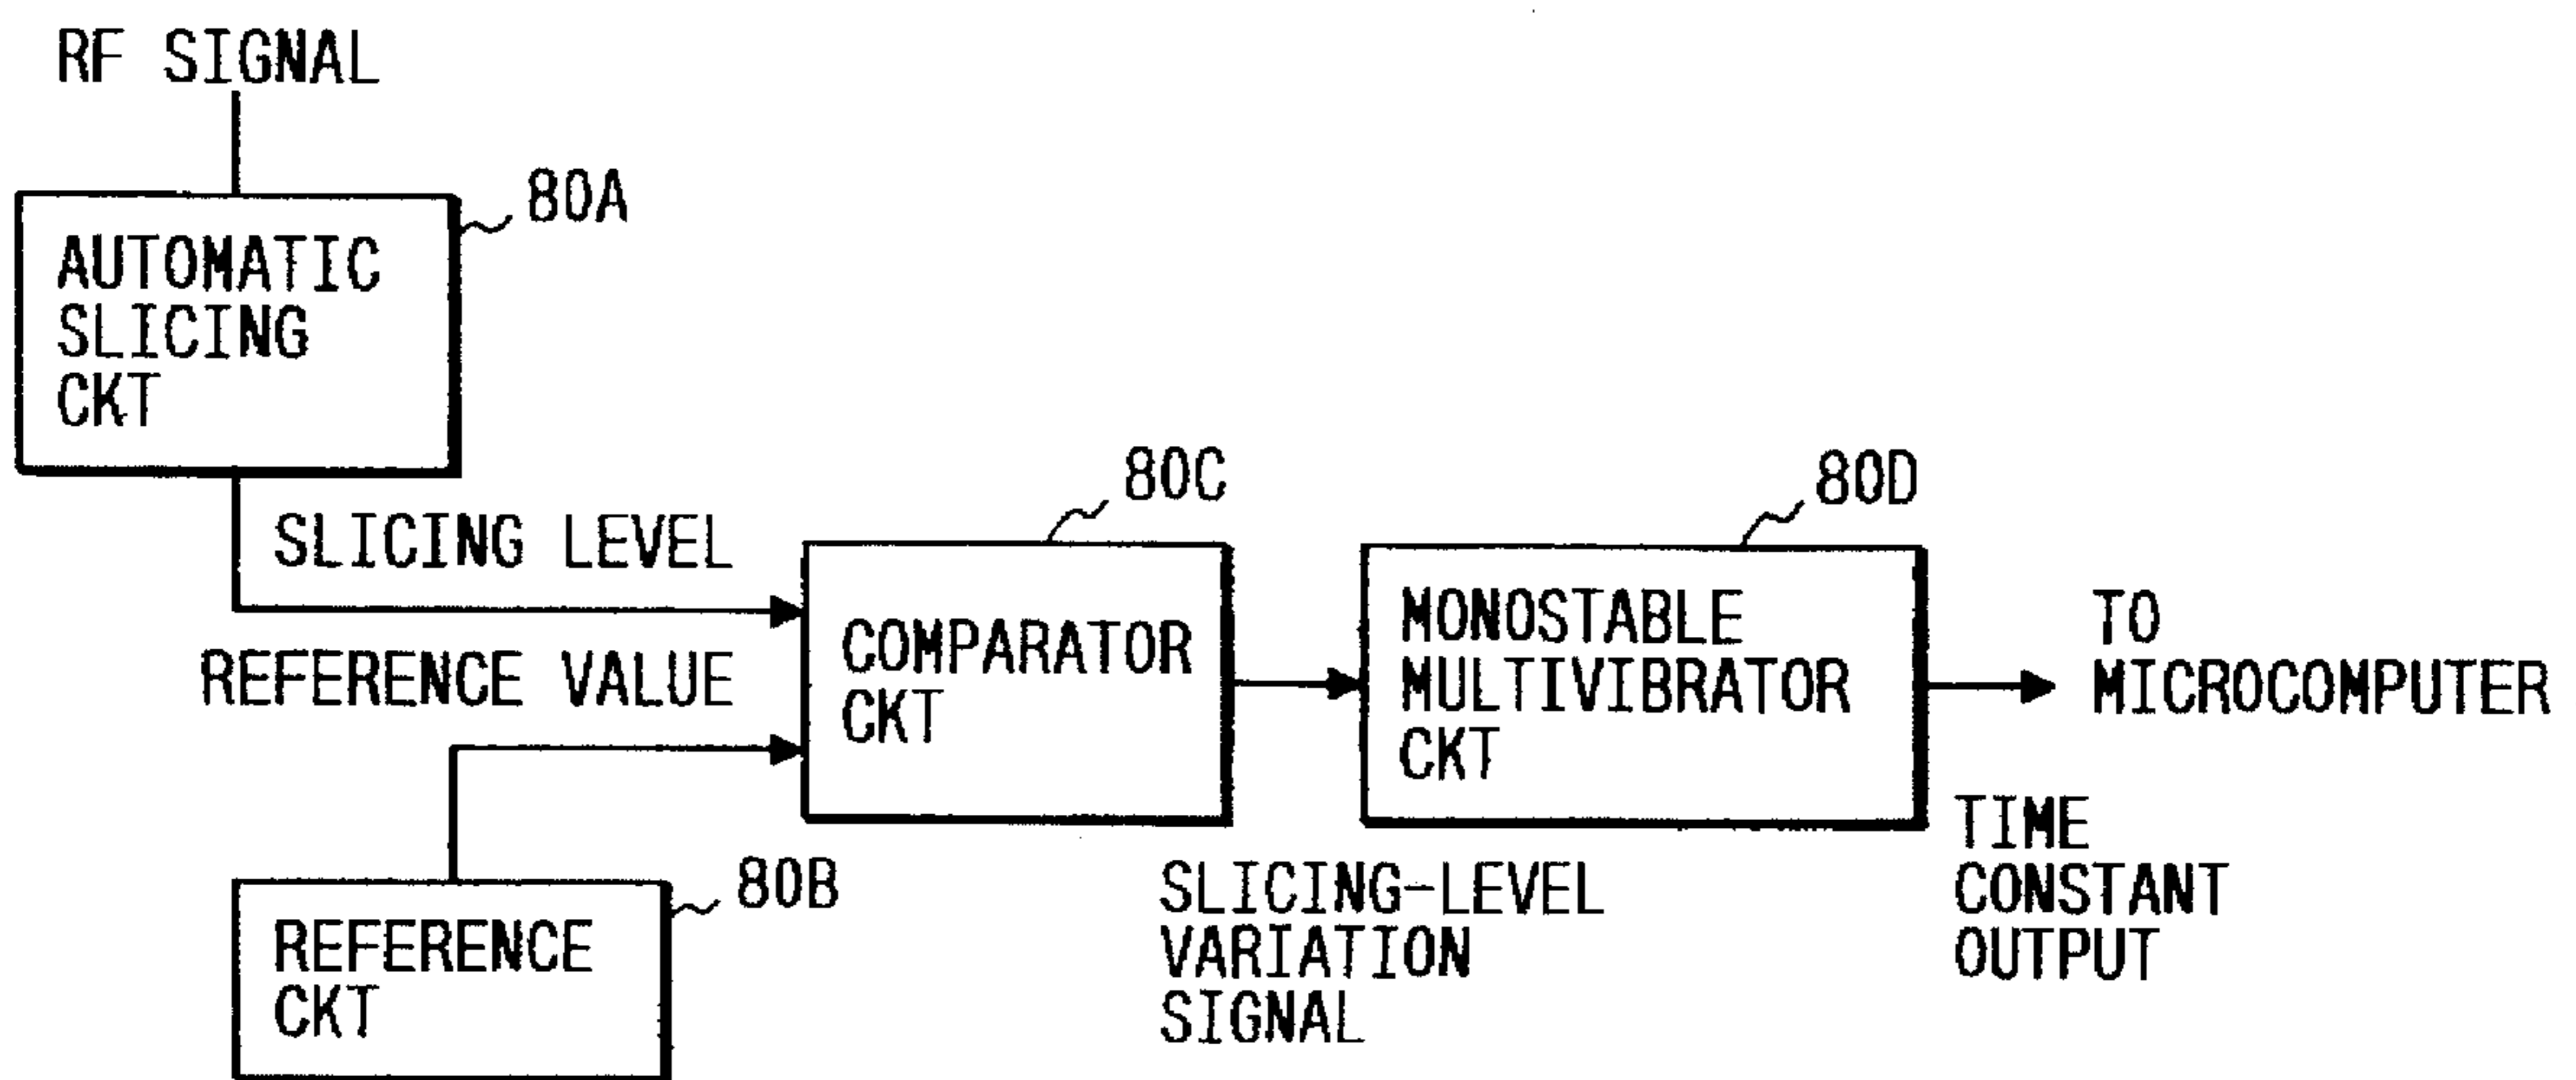 RF SIGNAL
80A
AUTOMATIC
SLICING
CKT
SLICING LEVEL
REFERENCE VALUE
80B
REFERENCE
CKT
80C
COMPARATOR
CKT
SLICING-LEVEL
VARIATION
SIGNAL
80D
MONOSTABLE
MULTIVIBRATOR
CKT
TO
MICROCOMPUTER
TIME
CONSTANT
OUTPUT